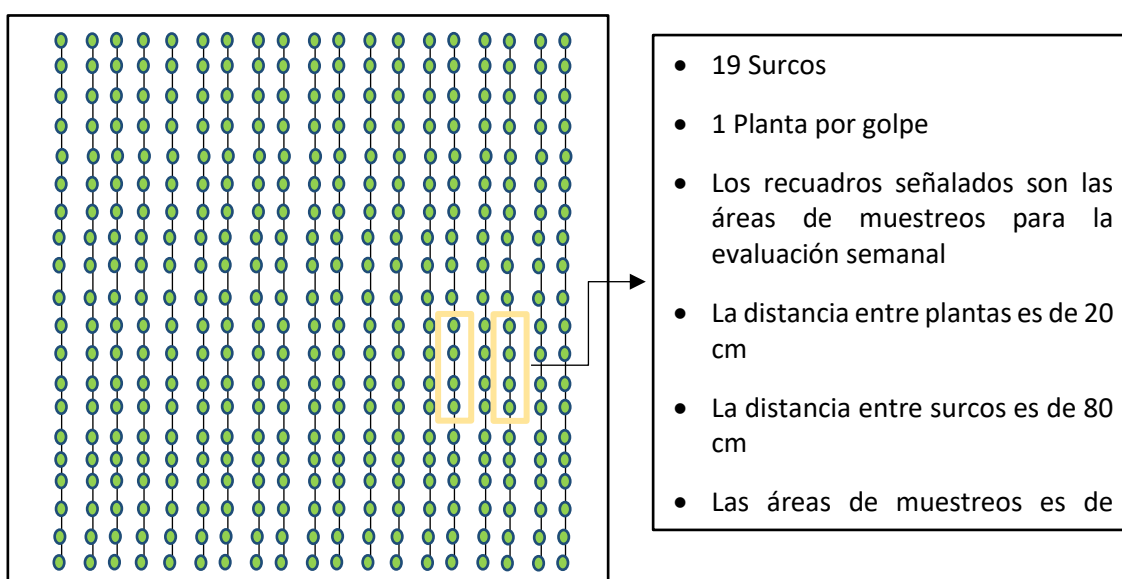 • 19 Surcos
• 1 Planta por golpe
• Los recuadros señalados son las
áreas de muestreos para la
evaluación semanal
• La distancia entre plantas es de 20
cm
• La distancia entre surcos es de 80
cm
• Las áreas de muestreos es de